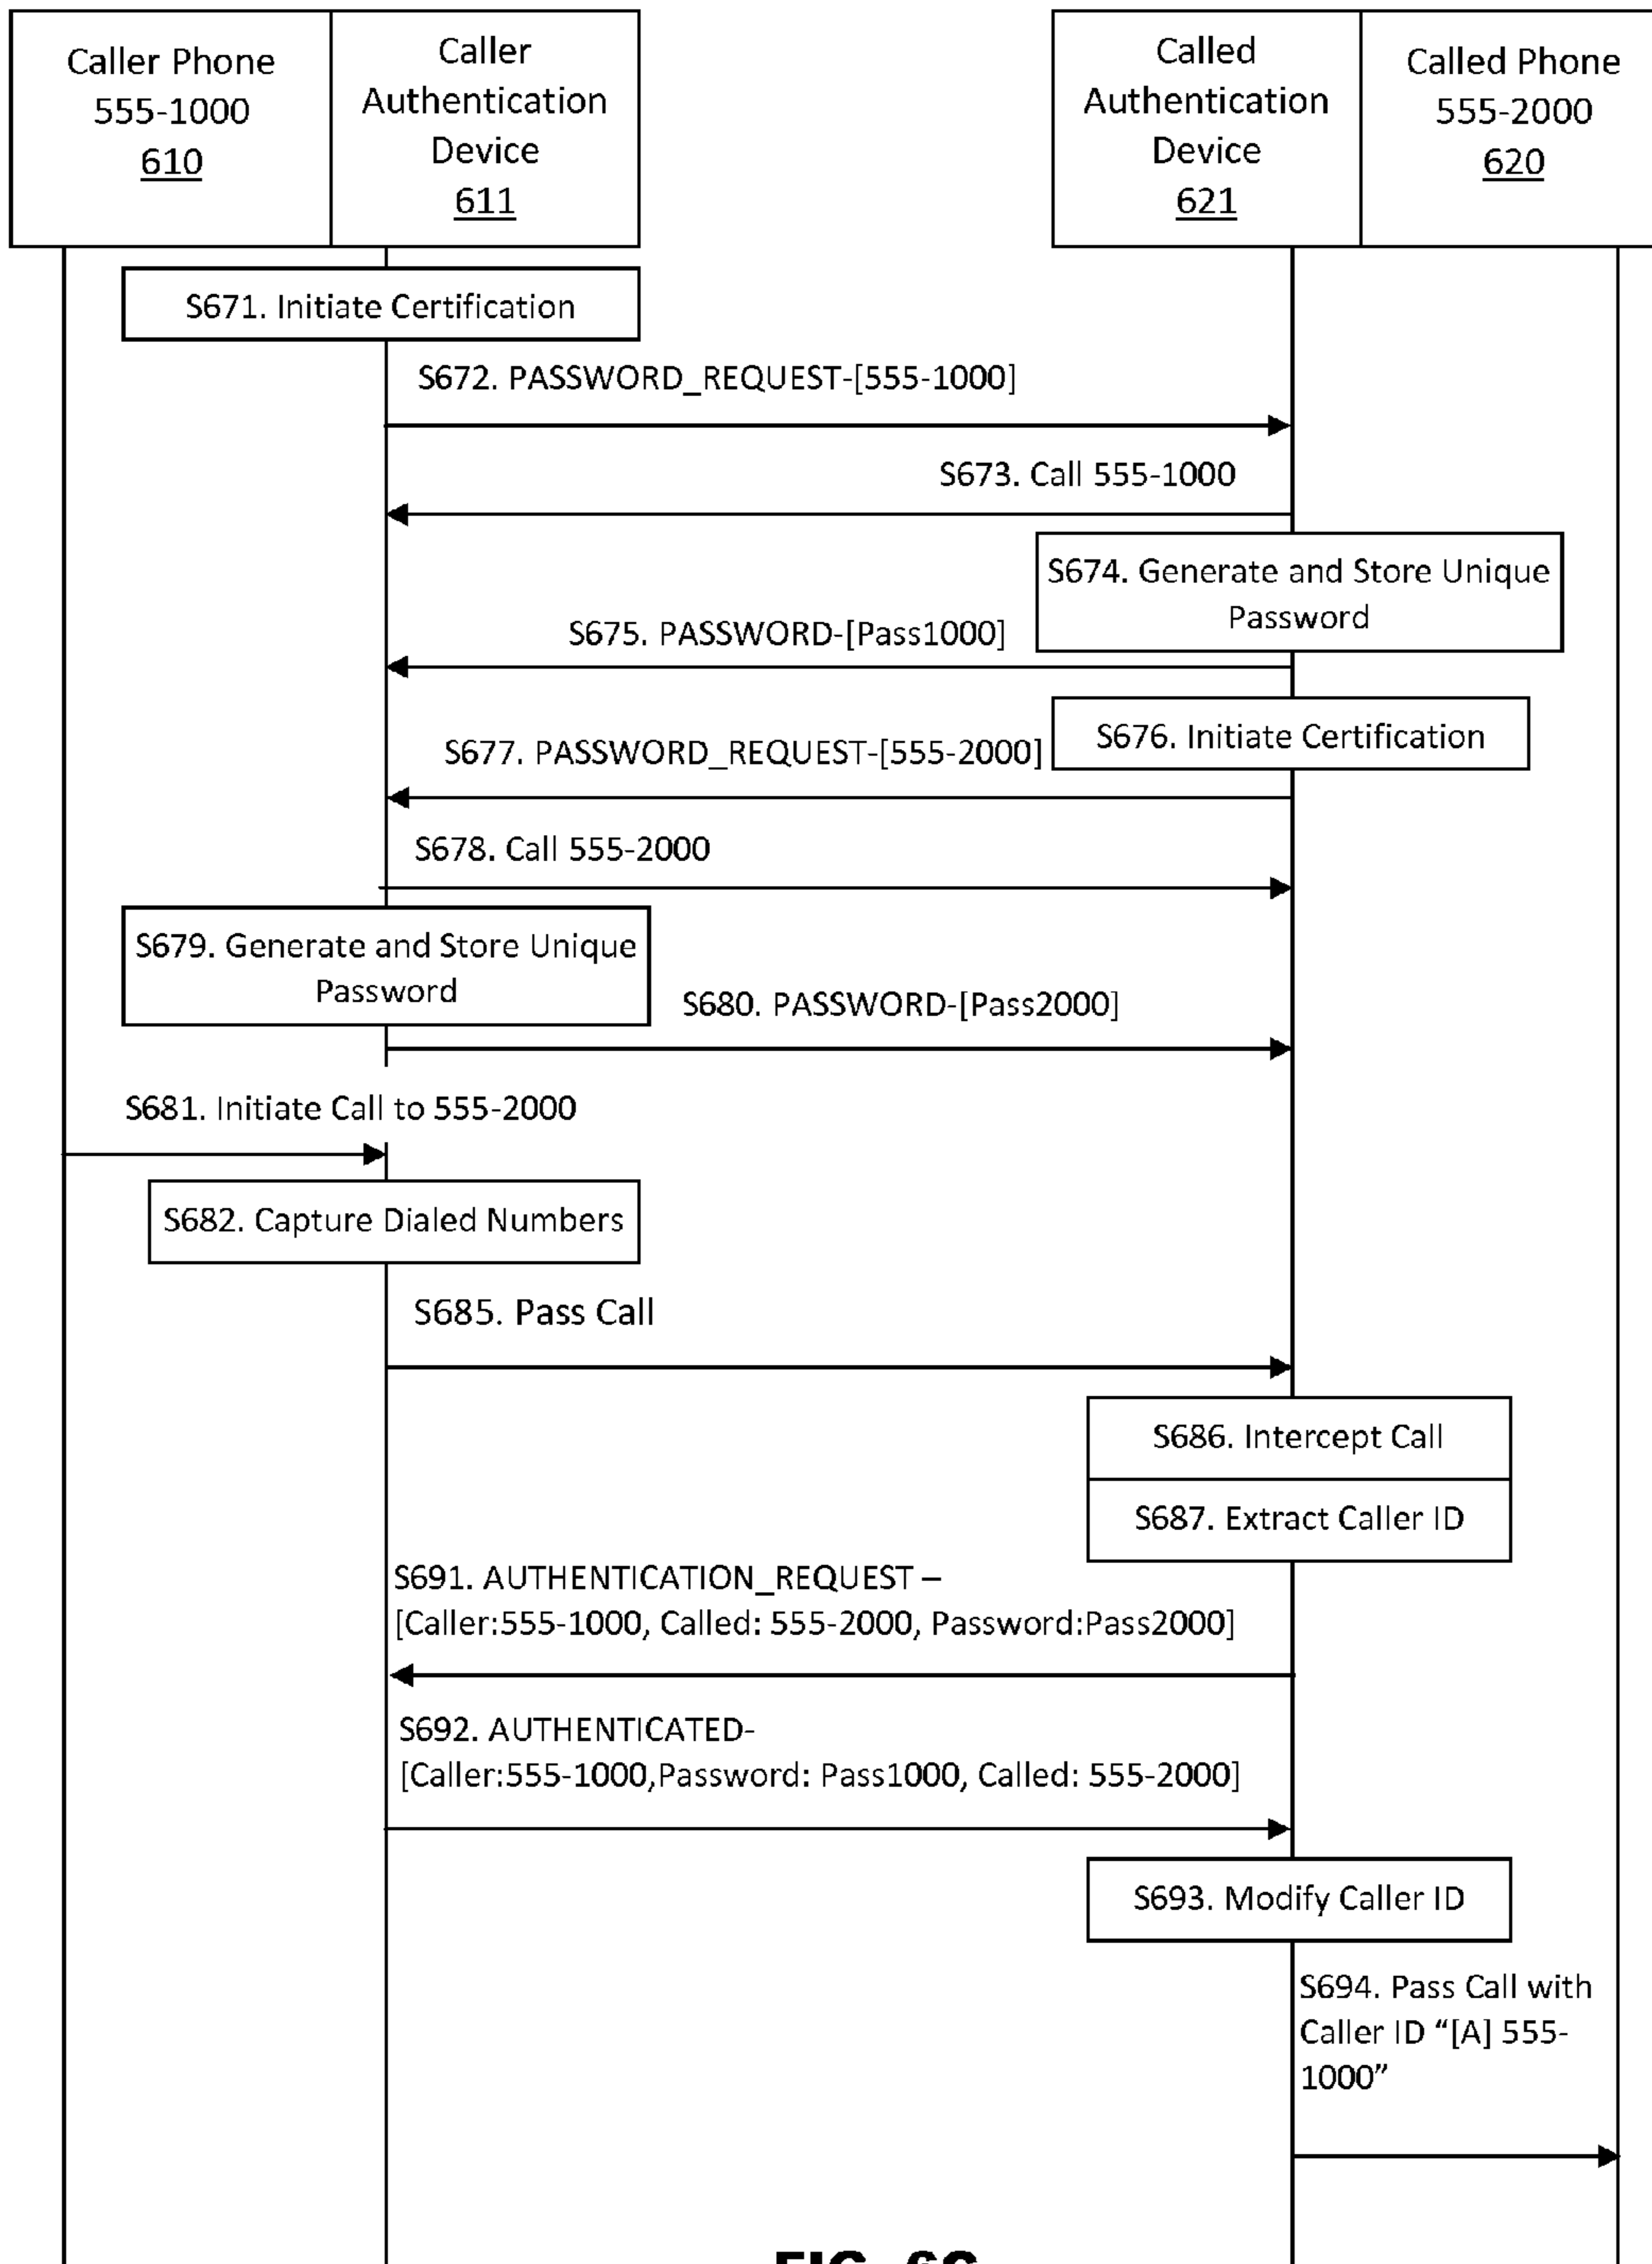 Caller Phone
555-1000
610
Caller
Authentication
Device
611
Called
Authentication
Device
621
Called Phone
555-2000
620
S671. Initiate Certification
S672. PASSWORD_REQUEST-[555-1000]
S673. Call 555-1000
S674. Generate and Store Unique
Password
S675. PASSWORD-[Pass1000]
S676. Initiate Certification
S677. PASSWORD_REQUEST-[555-2000]
S678. Call 555-2000
S679. Generate and Store Unique
Password
S680. PASSWORD-[Pass2000]
S681. Initiate Call to 555-2000
S682. Capture Dialed Numbers
S685. Pass Call
S686. Intercept Call
S687. Extract Caller ID
S691. AUTHENTICATION_REQUEST –
[Caller:555-1000, Called: 555-2000, Password:Pass2000]
S692. AUTHENTICATED-
[Caller:555-1000,Password: Pass1000, Called: 555-2000]
S693. Modify Caller ID
S694. Pass Call with
Caller ID “[A] 555-
1000”